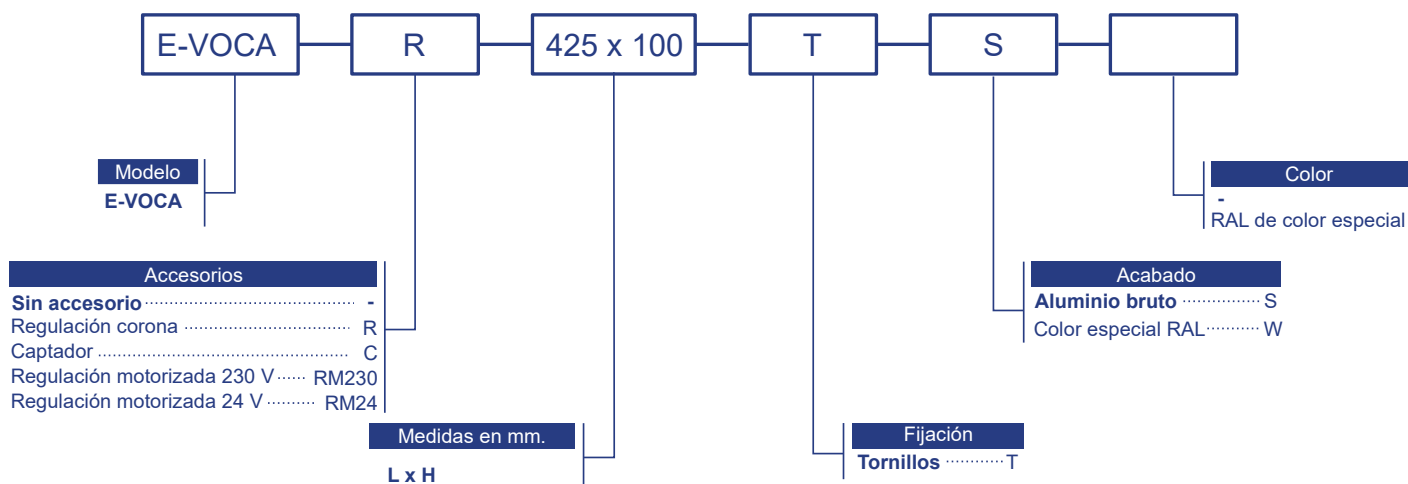 E-VOCA R 425 x 100 T S
Modelo
E-VOCA
Color
-
RAL de color especial
Accesorios
Sin accesorio -
Regulación corona R
Captador C
Regulación motorizada 230 V RM230
Regulación motorizada 24 V RM24
Acabado
Aluminio bruto S
Color especial RAL W
Medidas en mm.
L x H
Fijación
Tornillos T